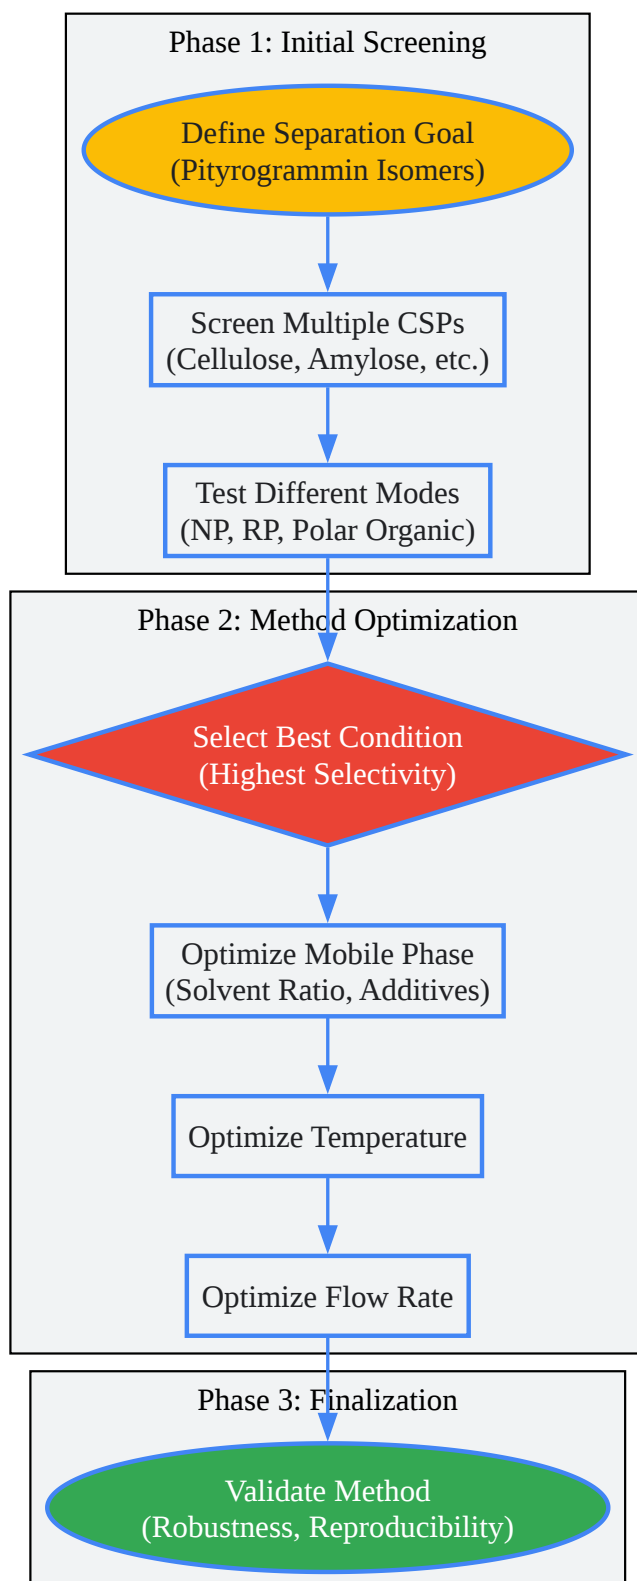 Phase 1: Initial Screening
Define Separation Goal
(Pityrogrammin Isomers)
Screen Multiple CSPs
(Cellulose, Amylose, etc.)
Test Different Modes
(NP, RP, Polar Organic)
Phase 2: Method Optimization
Select Best Condition
(Highest Selectivity)
Optimize Mobile Phase
(Solvent Ratio, Additives)
Optimize Temperature
Optimize Flow Rate
Phase 3: Finalization
Validate Method
(Robustness, Reproducibility)